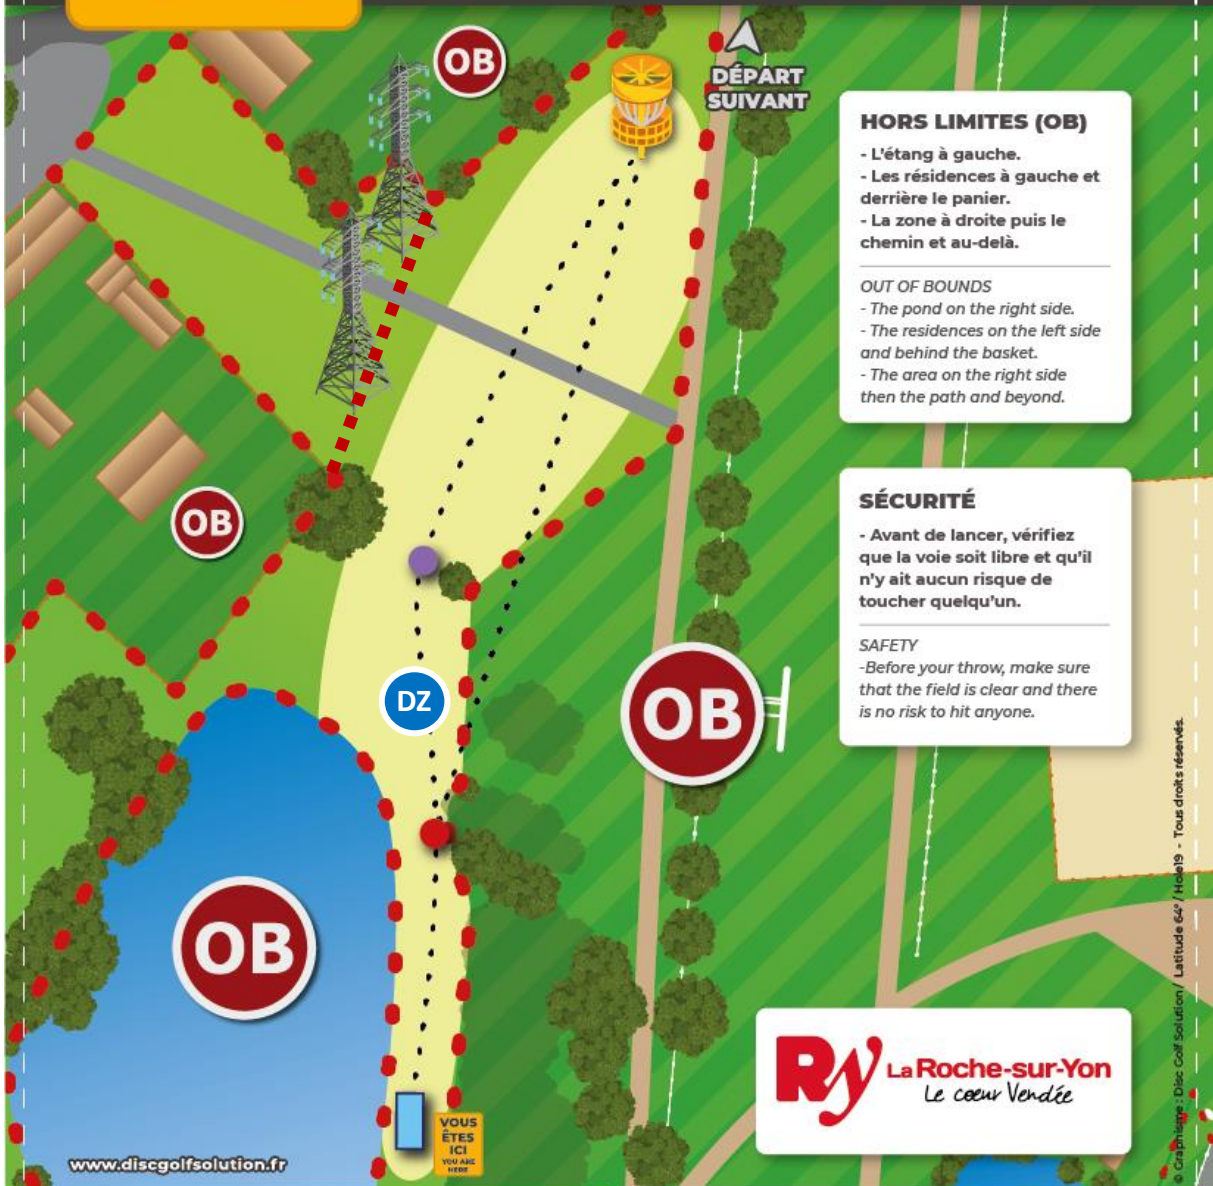 OB
DÉPART
SUIVANT
HORS LIMITES (OB)
- L'étang à gauche.
- Les résidences à gauche et
derrière le panier.
- La zone à droite puis le
chemin et au-delà.
OUT OF BOUNDS
- The pond on the right side.
- The residences on the left side
and behind the basket.
- The area on the right side
then the path and beyond.
SÉCURITÉ
- Avant de lancer, vérifiez
que la voie soit libre et qu'il
n'y ait aucun risque de
toucher quelqu'un.
SAFETY
-Before your throw, make sure
that the field is clear and there
is no risk to hit anyone.
OB
DZ
OB
OB
VOUS
ÊTES
ICI
YOU ARE
HERE
Ry
La Roche-sur-Yon
Le coeur Vendée
www.discgolfsolution.fr
© Graphisme : Disc Golf Solution / Latitude 64° / Hole19 - Tous droits réservés.